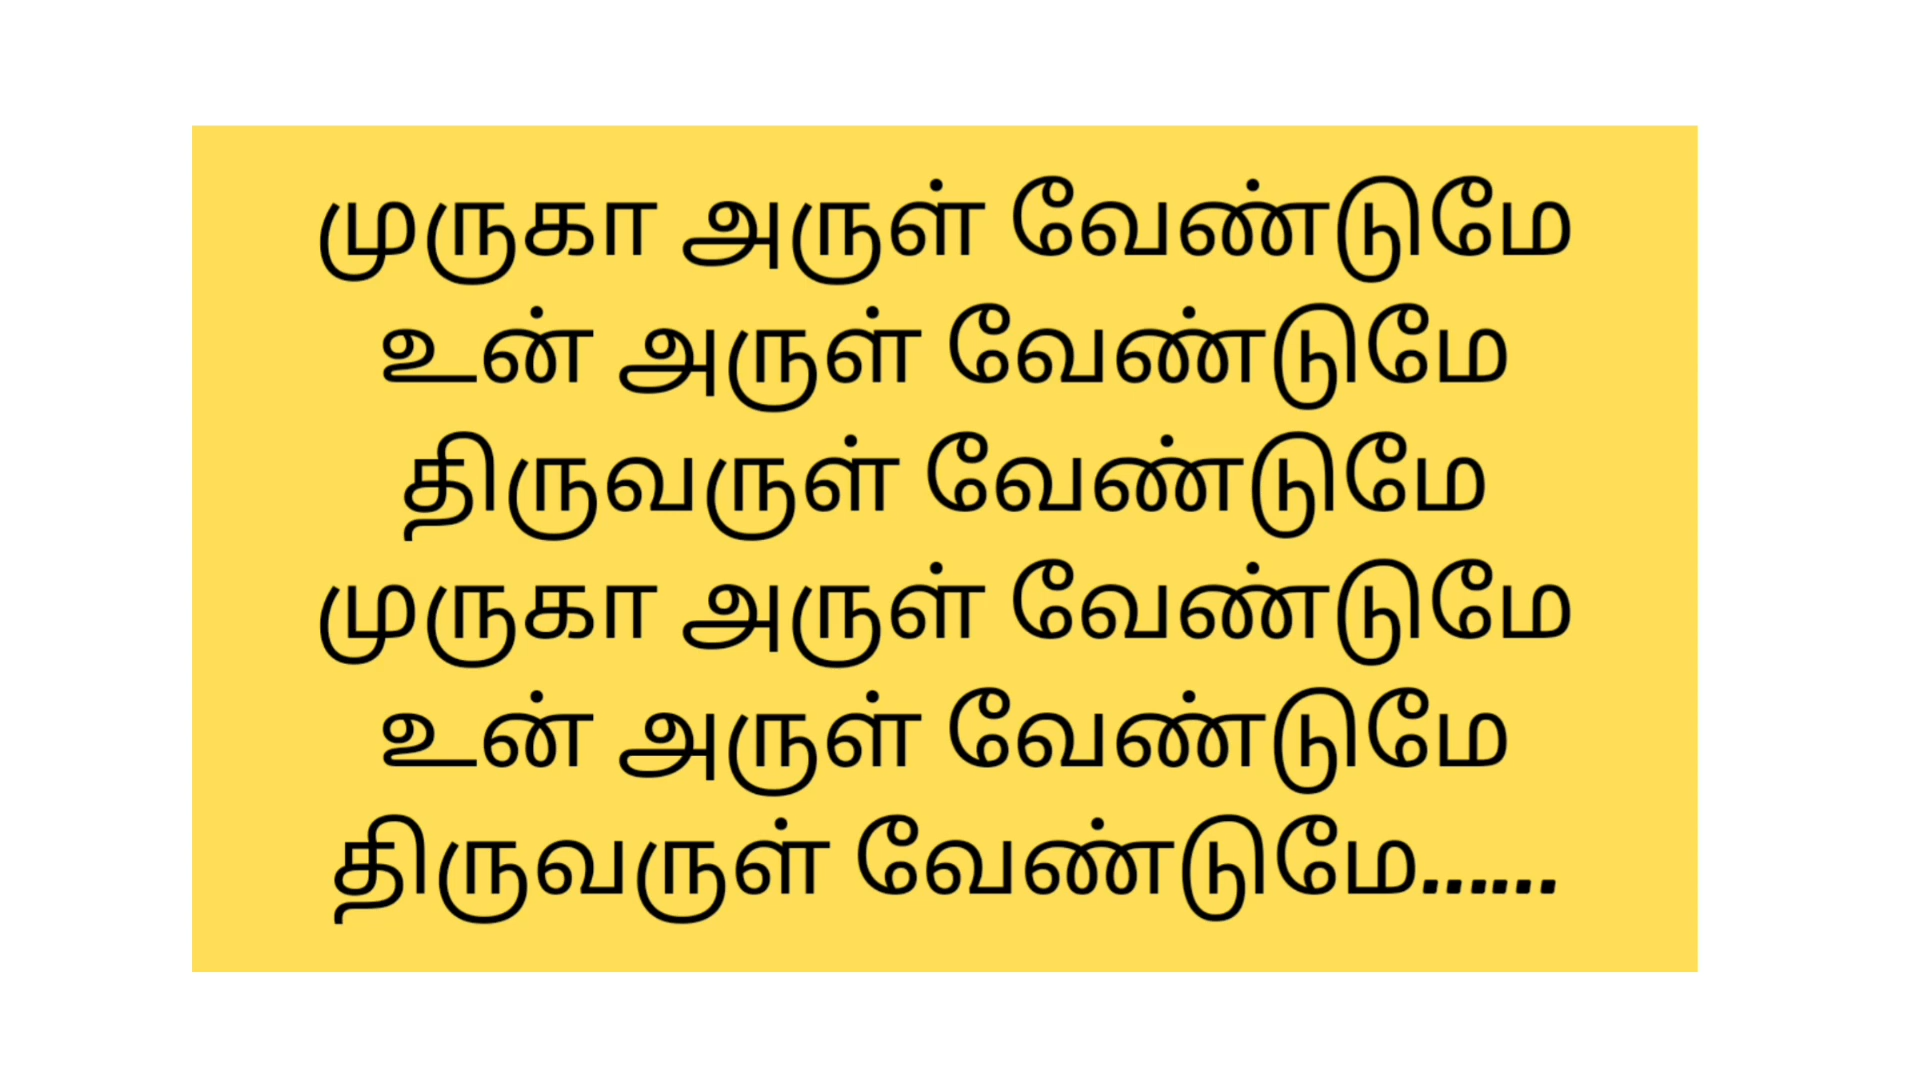 முருகா அருள் வேண்டுமே
உன் அருள் வேண்டுமே
திருவருள் வேண்டுமே
முருகா அருள் வேண்டுமே
உன் அருள் வேண்டுமே
திருவருள் வேண்டுமே......